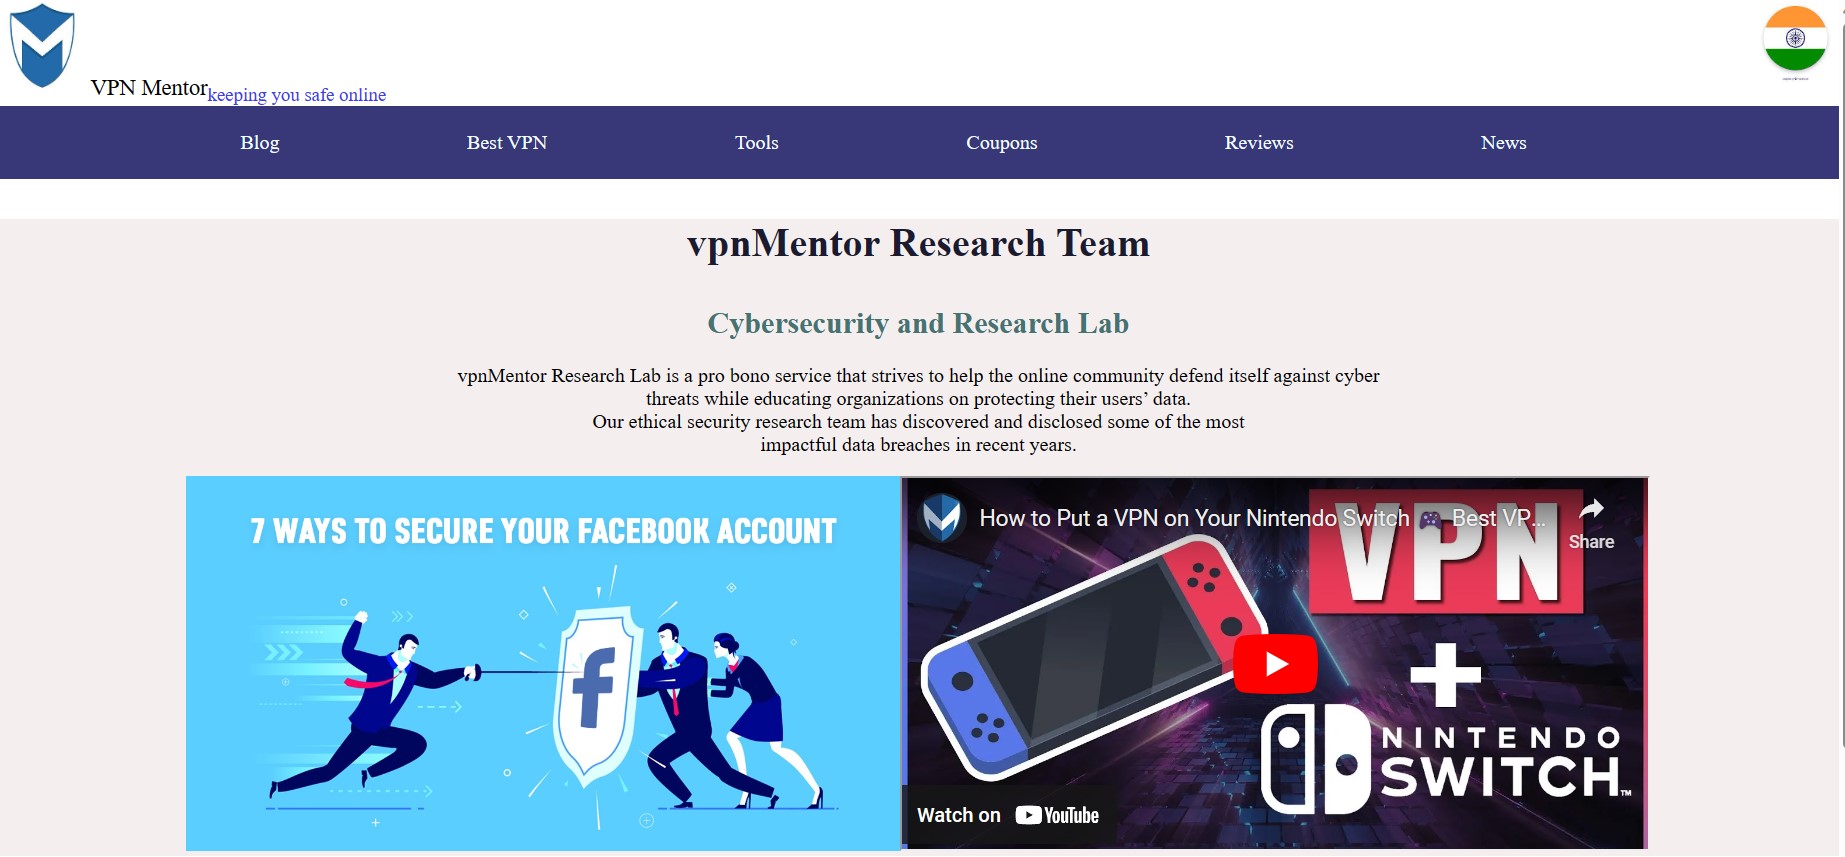 VPN Mentor keeping you safe online
Blog Best VPN Tools Coupons Reviews News
vpnMentor Research Team
Cybersecurity and Research Lab
vpnMentor Research Lab is a pro bono service that strives to help the online community defend itself against cyber
threats while educating organizations on protecting their users’ data.
Our ethical security research team has discovered and disclosed some of the most
impactful data breaches in recent years.
7 WAYS TO SECURE YOUR FACEBOOK ACCOUNT
f
How to Put a VPN on Your Nintendo Switch 🎮 Best VP...
Share
VPN
+
NINTENDO
SWITCH™
Watch on YouTube